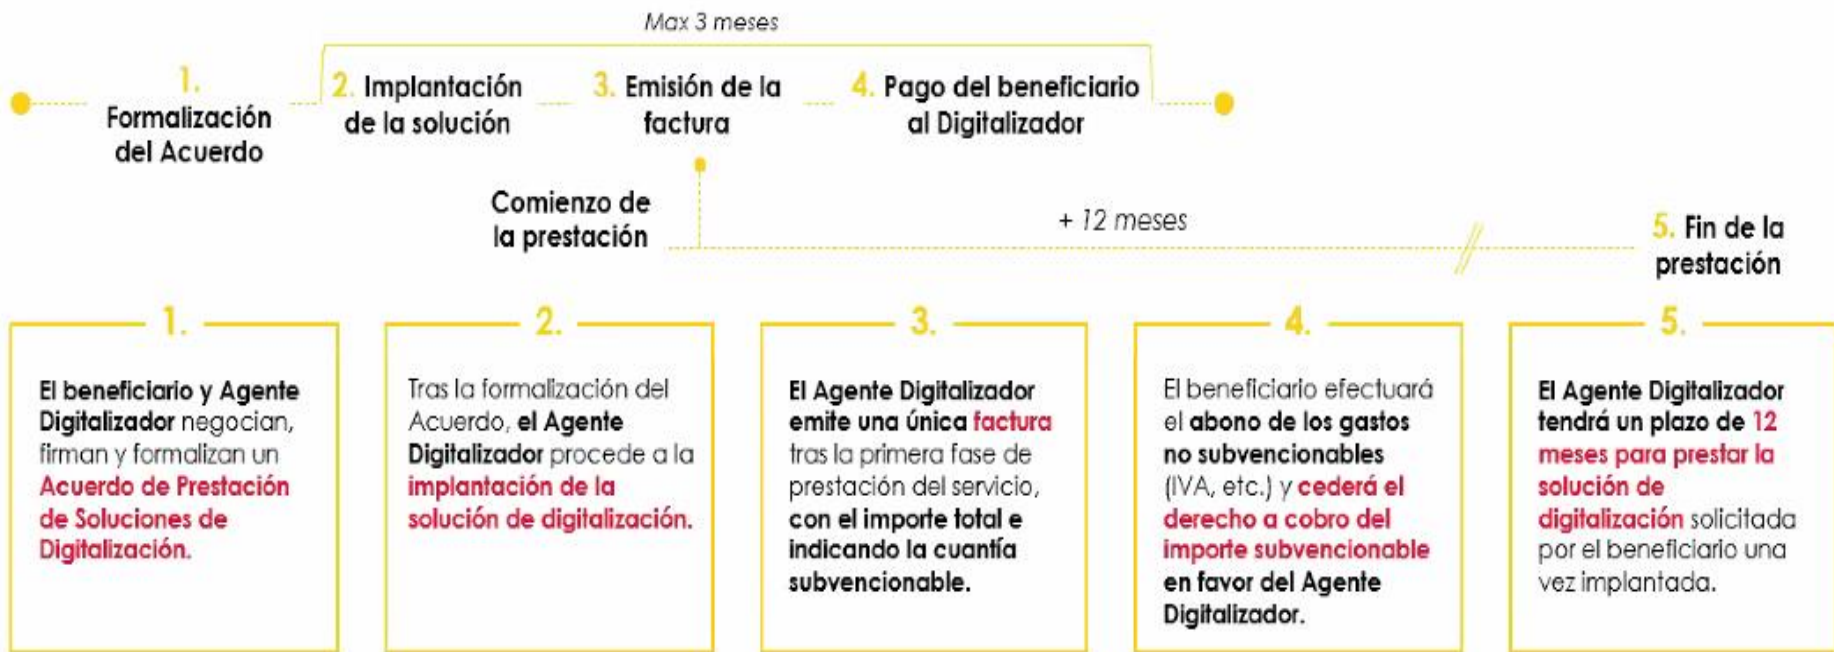 Max 3 meses
1.
Formalización
del Acuerdo
2. Implantación
de la solución
3. Emisión de la
factura
4. Pago del beneficiario
al Digitalizador
Comienzo de
la prestación
+ 12 meses
5. Fin de la
prestación
1.
El beneficiario y Agente
Digitalizador negocian,
firman y formalizan un
Acuerdo de Prestación
de Soluciones de
Digitalización.
2.
Tras la formalización del
Acuerdo, el Agente
Digitalizador procede a la
implantación de la
solución de digitalización.
3.
El Agente Digitalizador
emite una única factura
tras la primera fase de
prestación del servicio,
con el importe total e
indicando la cuantía
subvencionable.
4.
El beneficiario efectuará
el abono de los gastos
no subvencionables
(IVA, etc.) y cederá el
derecho a cobro del
importe subvencionable
en favor del Agente
Digitalizador.
5.
El Agente Digitalizador
tendrá un plazo de 12
meses para prestar la
solución de
digitalización solicitada
por el beneficiario una
vez implantada.